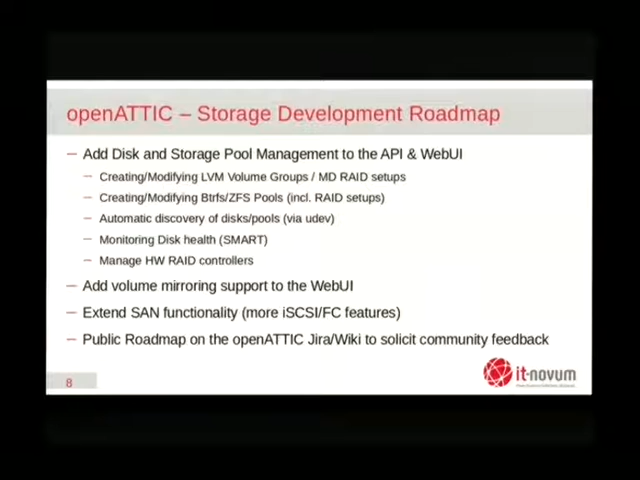 openATTIC – Storage Development Roadmap
– Add Disk and Storage Pool Management to the API & WebUI
– Creating/Modifying LVM Volume Groups / MD RAID setups
– Creating/Modifying Btrfs/ZFS Pools (incl. RAID setups)
– Automatic discovery of disks/pools (via udev)
– Monitoring Disk health (SMART)
– Manage HW RAID controllers
– Add volume mirroring support to the WebUI
– Extend SAN functionality (more iSCSI/FC features)
– Public Roadmap on the openATTIC Jira/Wiki to solicit community feedback
8
it-novum